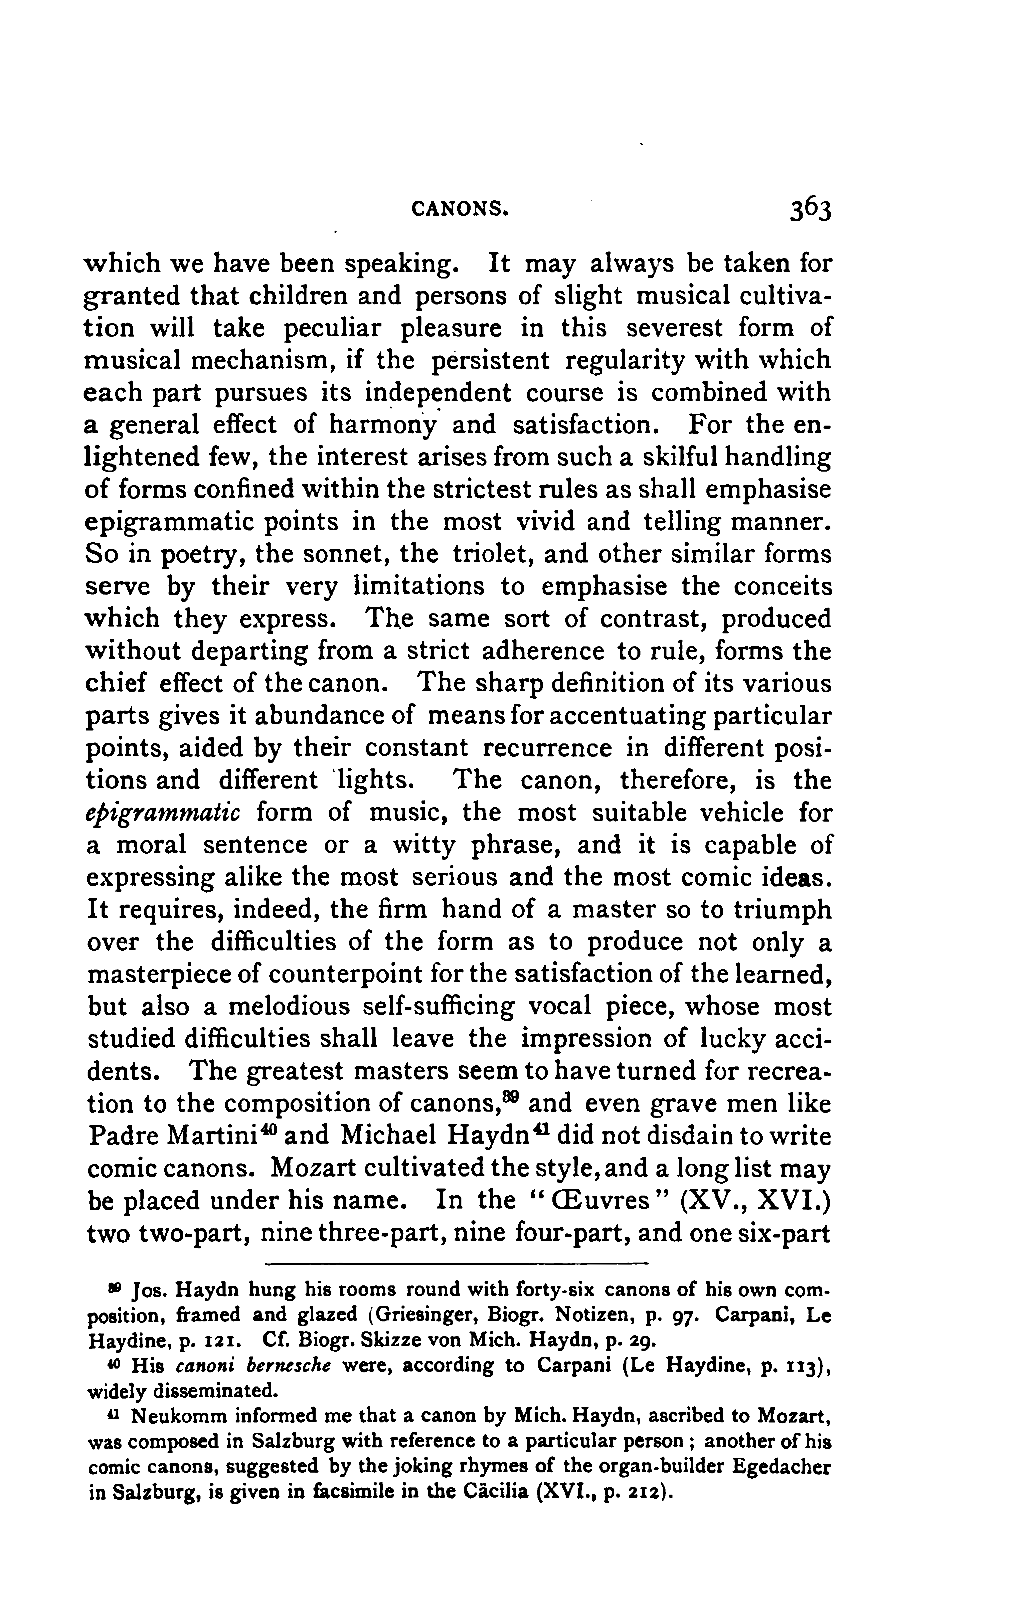 CANONS. 363
which we have been speaking. It may always be taken for
granted that children and persons of slight musical cultiva-
tion will take peculiar pleasure in this severest form of
musical mechanism, if the persistent regularity with which
each part pursues its independent course is combined with
a general effect of harmony and satisfaction. For the en-
lightened few, the interest arises from such a skilful handling
of forms confined within the strictest rules as shall emphasise
epigrammatic points in the most vivid and telling manner.
So in poetry, the sonnet, the triolet, and other similar forms
serve by their very limitations to emphasise the conceits
which they express. The same sort of contrast, produced
without departing from a strict adherence to rule, forms the
chief effect of the canon. The sharp definition of its various
parts gives it abundance of means for accentuating particular
points, aided by their constant recurrence in different posi-
tions and different lights. The canon, therefore, is the
epigrammatic form of music, the most suitable vehicle for
a moral sentence or a witty phrase, and it is capable of
expressing alike the most serious and the most comic ideas.
It requires, indeed, the firm hand of a master so to triumph
over the difficulties of the form as to produce not only a
masterpiece of counterpoint for the satisfaction of the learned,
but also a melodious self-sufficing vocal piece, whose most
studied difficulties shall leave the impression of lucky acci-
dents. The greatest masters seem to have turned for recrea-
tion to the composition of canons,³⁹ and even grave men like
Padre Martini⁴⁰ and Michael Haydn⁴¹ did not disdain to write
comic canons. Mozart cultivated the style, and a long list may
be placed under his name. In the “Œuvres” (XV., XVI.)
two two-part, nine three-part, nine four-part, and one six-part
³⁹ Jos. Haydn hung his rooms round with forty-six canons of his own com-
position, framed and glazed (Griesinger, Biogr. Notizen, p. 97. Carpani, Le
Haydine, p. 121. Cf. Biogr. Skizze von Mich. Haydn, p. 29.
⁴⁰ His canoni bernesche were, according to Carpani (Le Haydine, p. 113),
widely disseminated.
⁴¹ Neukomm informed me that a canon by Mich. Haydn, ascribed to Mozart,
was composed in Salzburg with reference to a particular person; another of his
comic canons, suggested by the joking rhymes of the organ-builder Egedacher
in Salzburg, is given in facsimile in the Cäcilia (XVI., p. 212).